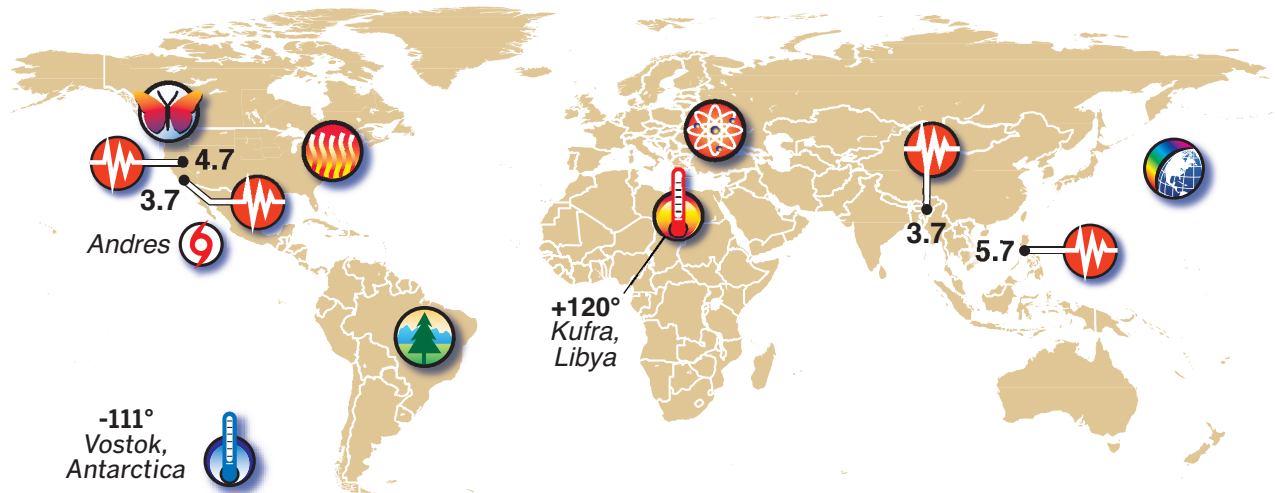 4.7
3.7
Andres
3.7
5.7
+120°
Kufra,
Libya
-111°
Vostok,
Antarctica